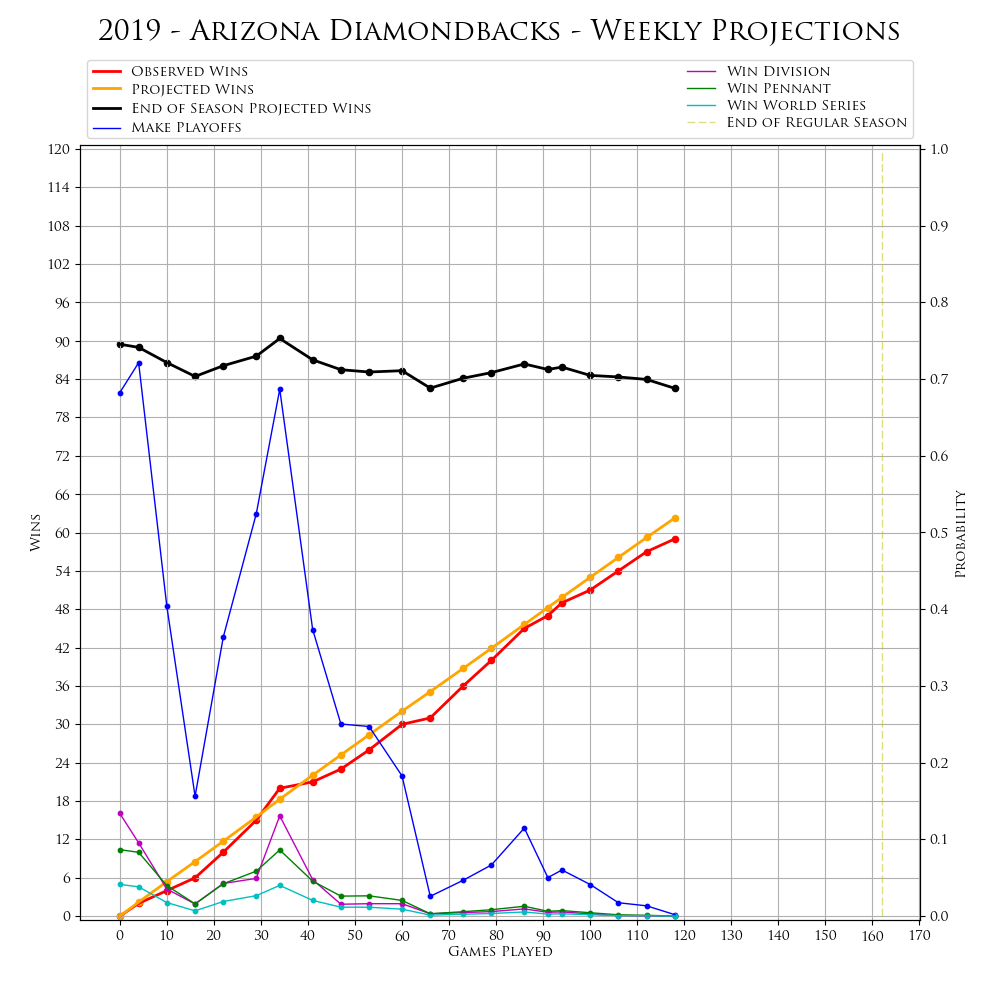 2019 - Arizona Diamondbacks - Weekly Projections
Observed Wins
Projected Wins
End of Season Projected Wins
Make Playoffs
Win Division
Win Pennant
Win World Series
End of Regular Season
120
114
108
102
96
90
84
78
72
66
60
54
48
42
36
30
24
18
12
6
0
Wins
1.0
0.9
0.8
0.7
0.6
0.5
0.4
0.3
0.2
0.1
0.0
Probability
0 10 20 30 40 50 60 70 80 90 100 110 120 130 140 150 160 170
Games Played